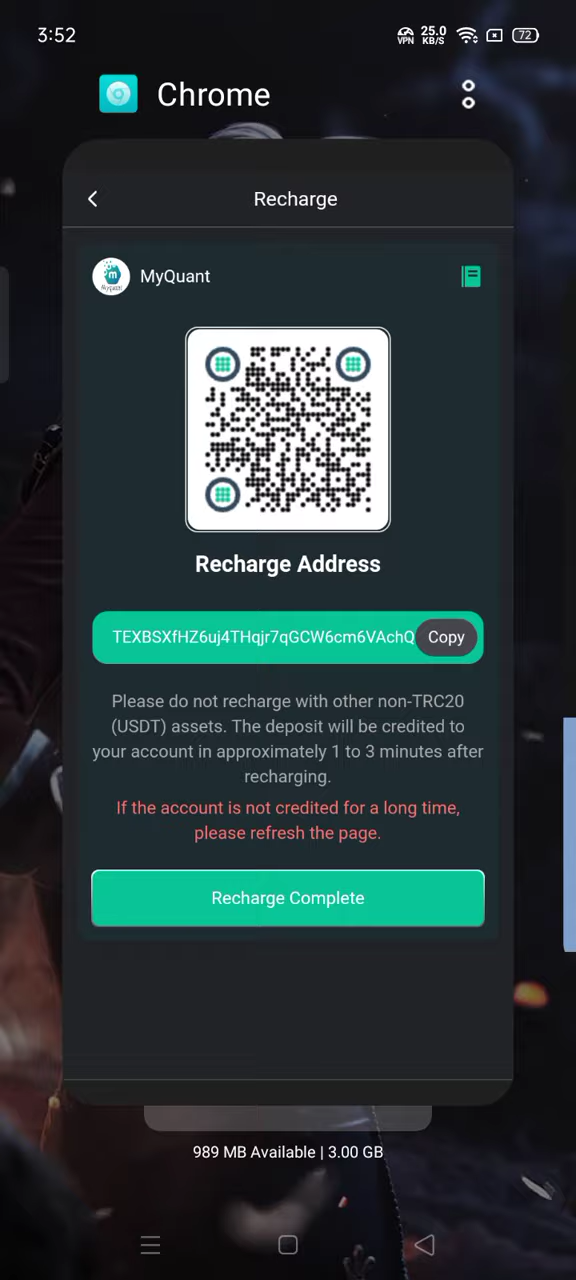 3:52
VPN
25.0
KB/S
72
Chrome
Recharge
MyQuant
Recharge Address
TEXBSXfHZ6uj4THqjr7qGCW6cm6VAchQ
Copy
Please do not recharge with other non-TRC20
(USDT) assets. The deposit will be credited to
your account in approximately 1 to 3 minutes after
recharging.
If the account is not credited for a long time,
please refresh the page.
Recharge Complete
989 MB Available | 3.00 GB